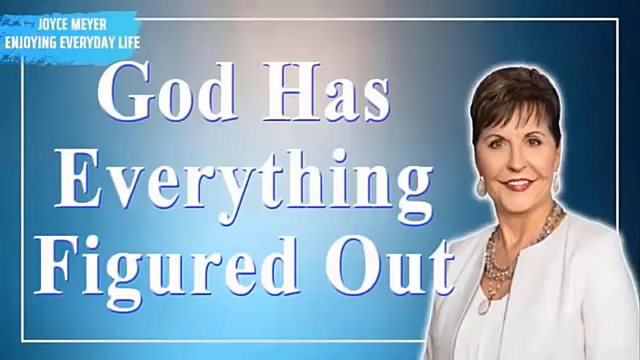 JOYCE MEYER
ENJOYING EVERYDAY LIFE
God Has
Everything
Figured Out